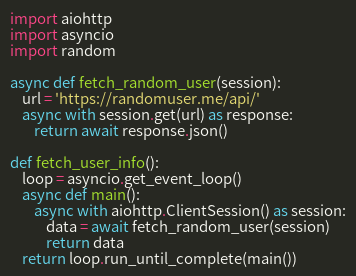 import aiohttp
import asyncio
import random

async def fetch_random_user(session):
    url = 'https://randomuser.me/api/'
    async with session.get(url) as response:
        return await response.json()

def fetch_user_info():
    loop = asyncio.get_event_loop()
    async def main():
        async with aiohttp.ClientSession() as session:
            data = await fetch_random_user(session)
            return data
    return loop.run_until_complete(main())